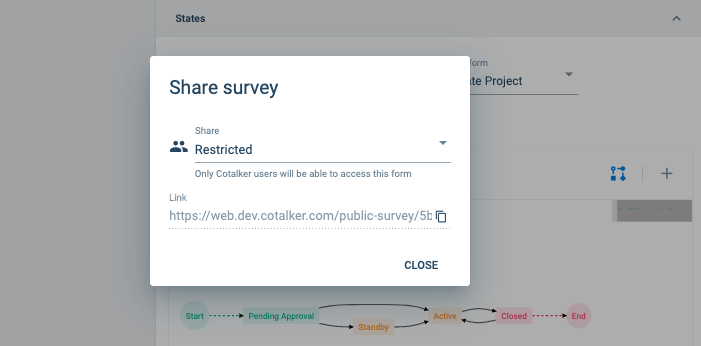 States
form
te Project
Share survey
Share
Restricted
Only Cotalker users will be able to access this form
Link
https://web.dev.cotalker.com/public-survey/5b
CLOSE
Start
Pending Approval
Standby
Active
Closed
End